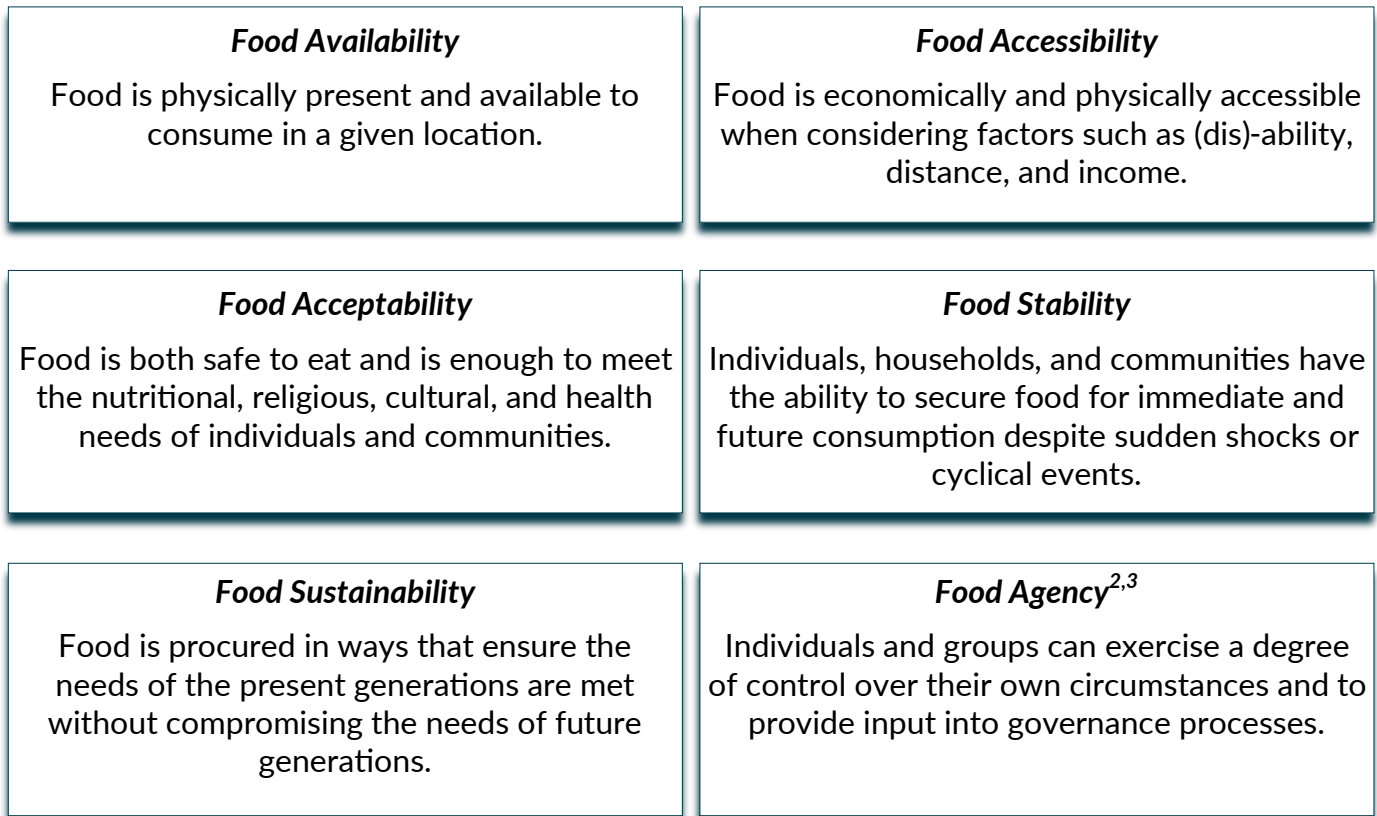 Food Availability
Food is physically present and available to
consume in a given location.
Food Accessibility
Food is economically and physically accessible
when considering factors such as (dis)-ability,
distance, and income.
Food Acceptability
Food is both safe to eat and is enough to meet
the nutritional, religious, cultural, and health
needs of individuals and communities.
Food Stability
Individuals, households, and communities have
the ability to secure food for immediate and
future consumption despite sudden shocks or
cyclical events.
Food Sustainability
Food is procured in ways that ensure the
needs of the present generations are met
without compromising the needs of future
generations.
Food Agency2,3
Individuals and groups can exercise a degree
of control over their own circumstances and to
provide input into governance processes.